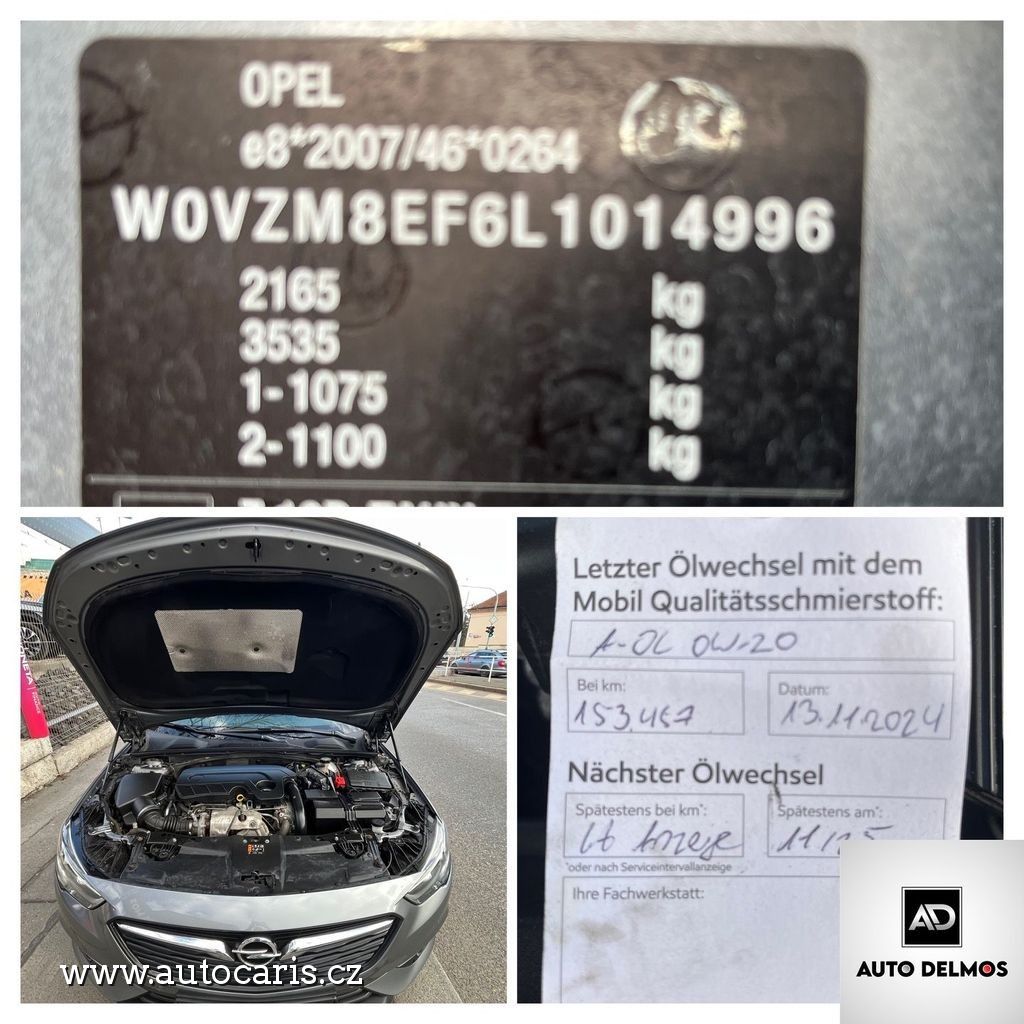 OPEL
e8*2007/46*0264
W0VZM8EF6L1014996
2165 kg
3535 kg
1-1075 kg
2-1100 kg
www.autocaris.cz
Letzter Ölwechsel mit dem
Mobil Qualitätsschmierstoff:
0W-20
Bei km:
153.457
Datum:
13.11.2024
Nächster Ölwechsel
Spätestens bei km*:
Spätestens am*:
*oder nach Serviceintervallanzeige
Ihre Fachwerkstatt:
AD
AUTO DELMOS